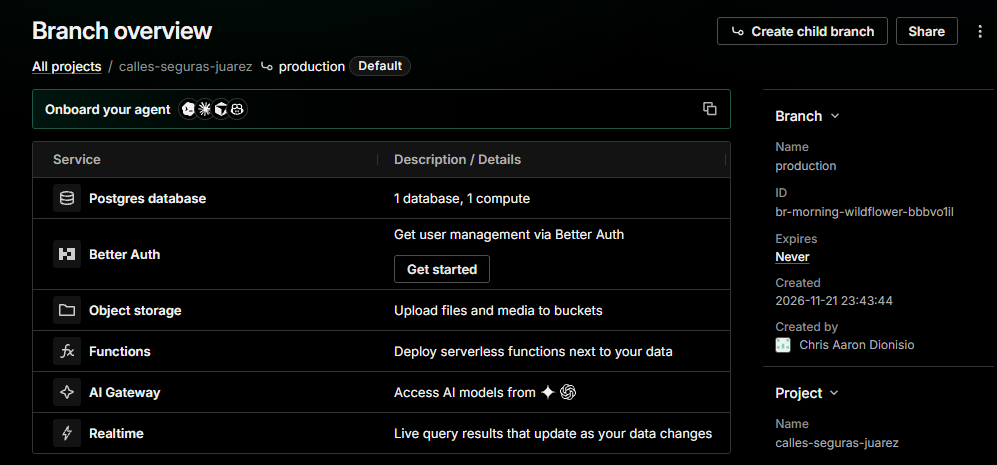 Branch overview
Create child branch
Share
All projects / calles-seguras-juarez production Default
Onboard your agent
Service
Description / Details
Postgres database
1 database, 1 compute
Better Auth
Get user management via Better Auth
Get started
Object storage
Upload files and media to buckets
Functions
Deploy serverless functions next to your data
AI Gateway
Access AI models from
Realtime
Live query results that update as your data changes
Branch
Name
production
ID
br-morning-wildflower-bbbvo1il
Expires
Never
Created
2026-11-21 23:43:44
Created by
Chris Aaron Dionisio
Project
Name
calles-seguras-juarez